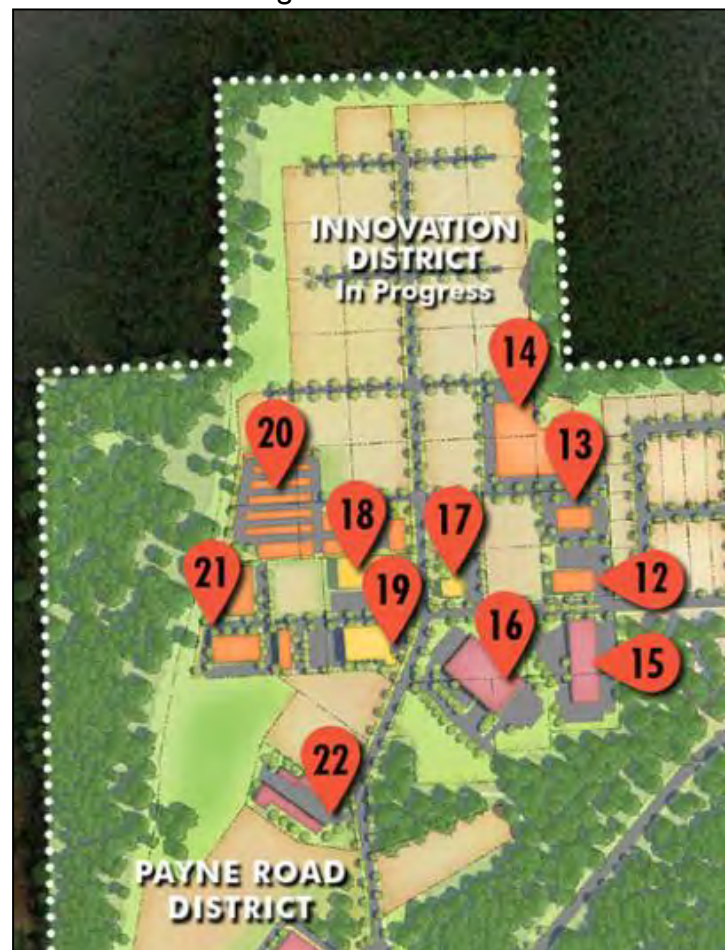 INNOVATION
DISTRICT
In Progress
14
20
13
18
17
21
19
12
16
15
22
PAYNE ROAD
DISTRICT